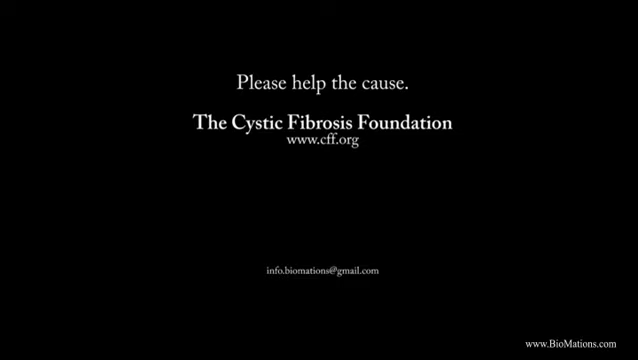 Please help the cause.
The Cystic Fibrosis Foundation
www.cff.org
info.biomations@gmail.com
www.BioMations.com